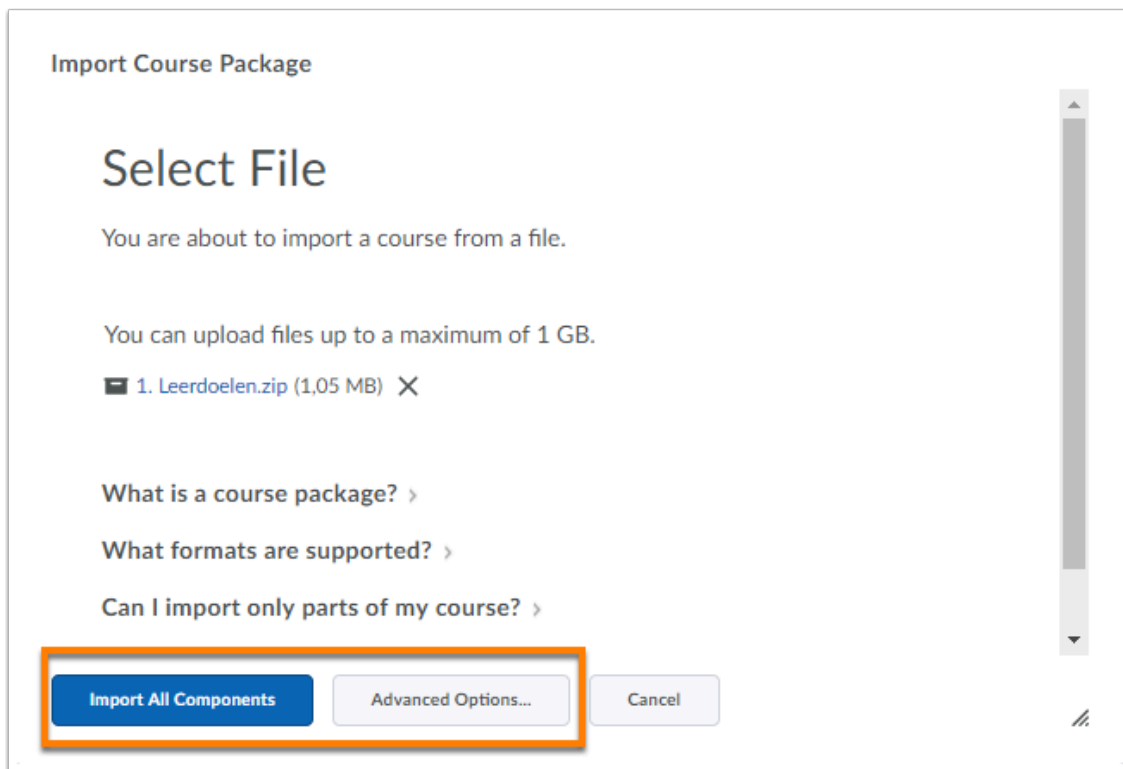 Import Course Package
Select File
You are about to import a course from a file.
You can upload files up to a maximum of 1 GB.
1. Leerdoelen.zip (1,05 MB)
What is a course package?
What formats are supported?
Can I import only parts of my course?
Import All Components Advanced Options... Cancel